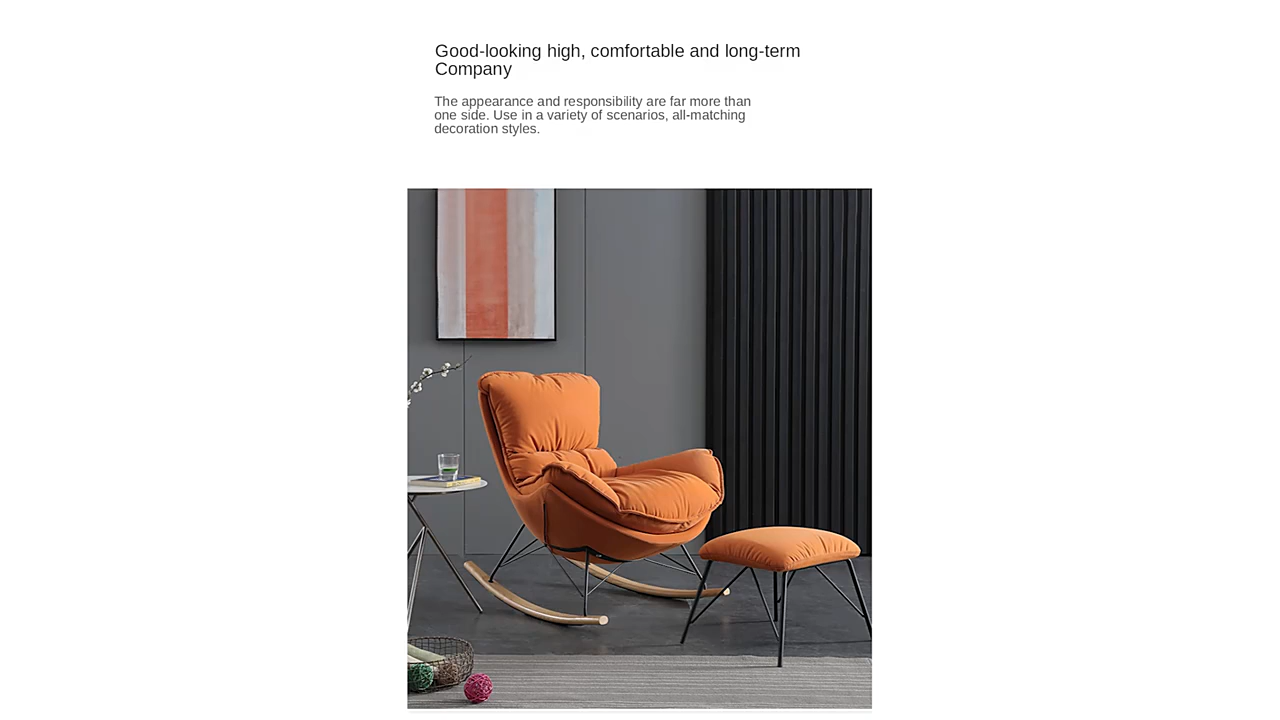 Good-looking high, comfortable and long-term
Company
The appearance and responsibility are far more than
one side. Use in a variety of scenarios, all-matching
decoration styles.